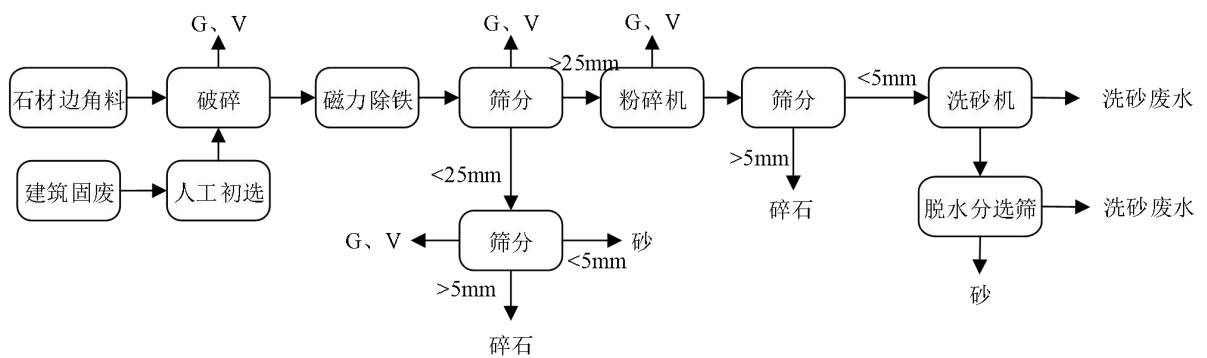 G、V
G、V
G、V
石材边角料
破碎
磁力除铁
筛分
>25mm
粉碎机
筛分
<5mm
洗砂机
洗砂废水
建筑固废
人工初选
<25mm
>5mm
碎石
脱水分选筛
洗砂废水
G、V
筛分
砂
<5mm
>5mm
砂
碎石